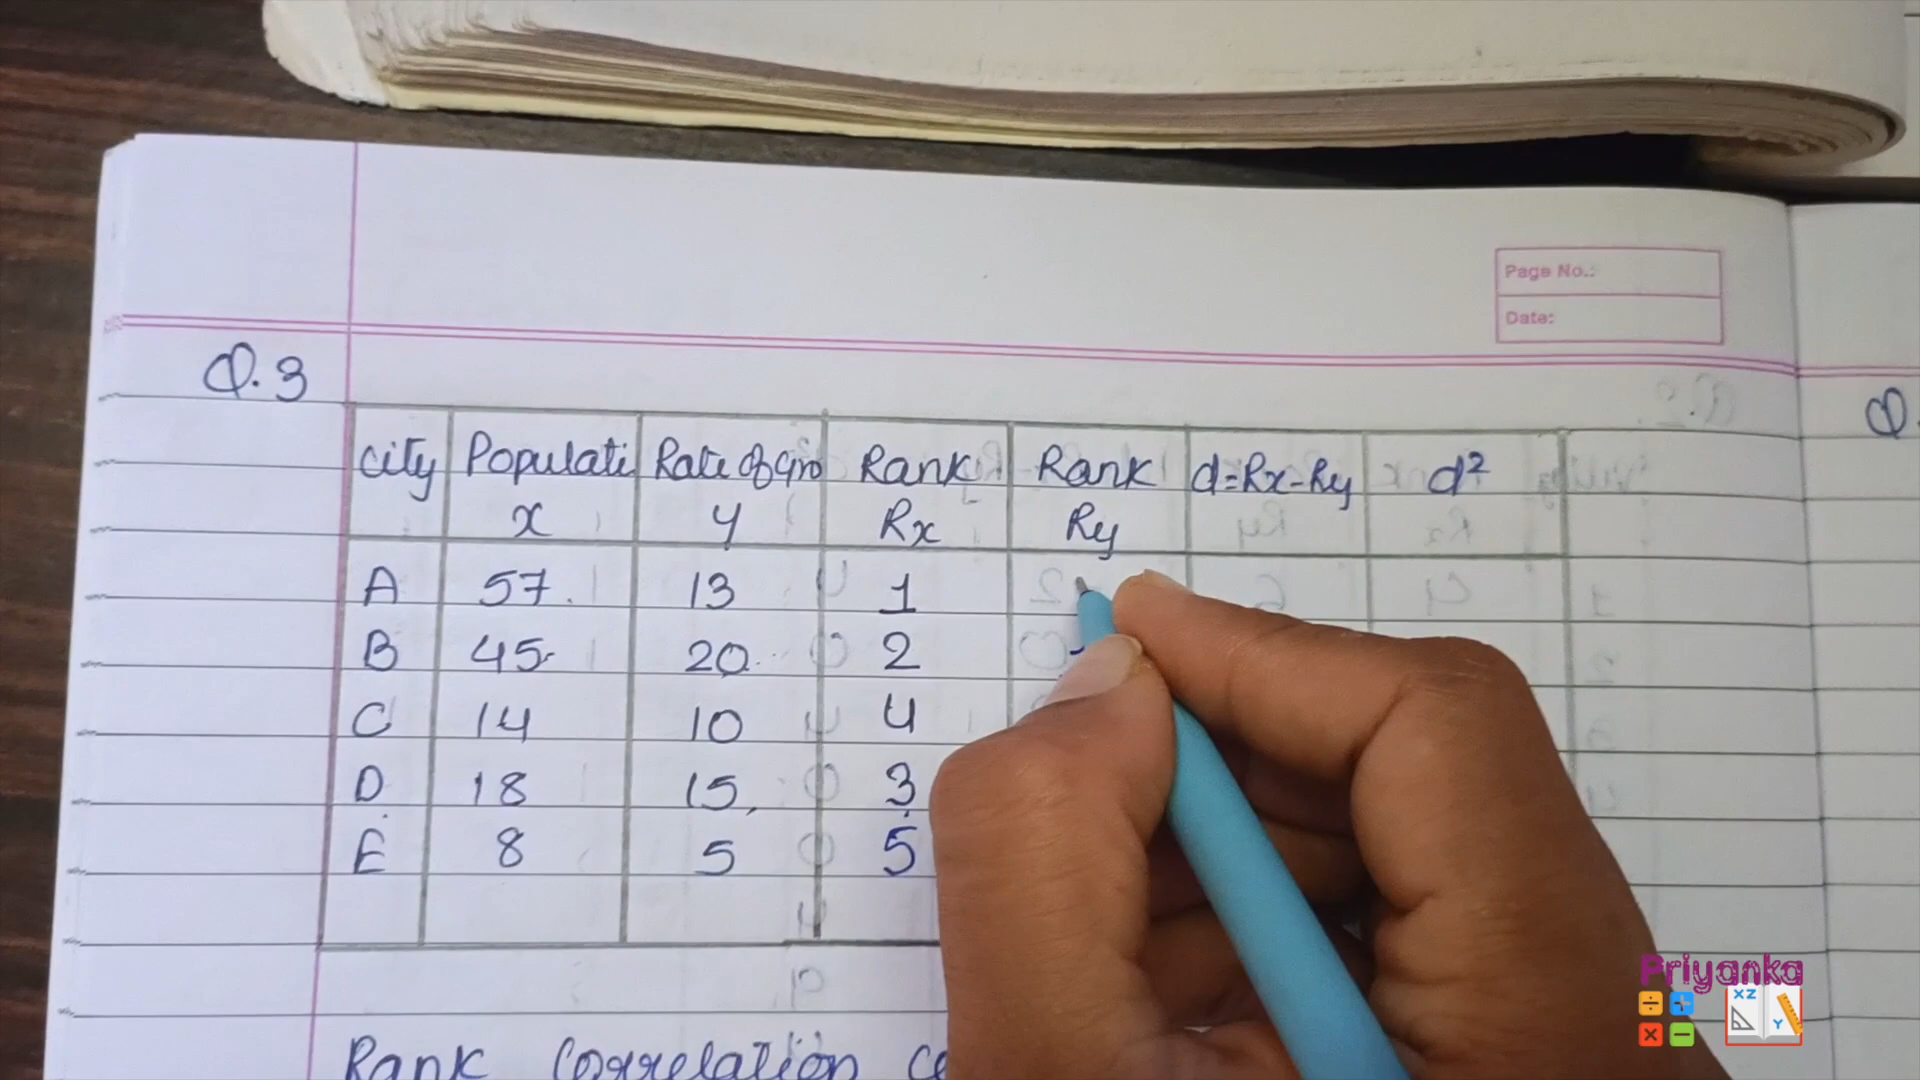 Page No.:
Date:
Q.3
City Populati Rate of Gro Rank Rank d=Rx-Ry d²
x y Rx Ry
A 57 13 1
B 45 20 2
C 14 10 4
D 18 15 3
E 8 5 5
Rank Correlation
Priyanka
XZ
Y